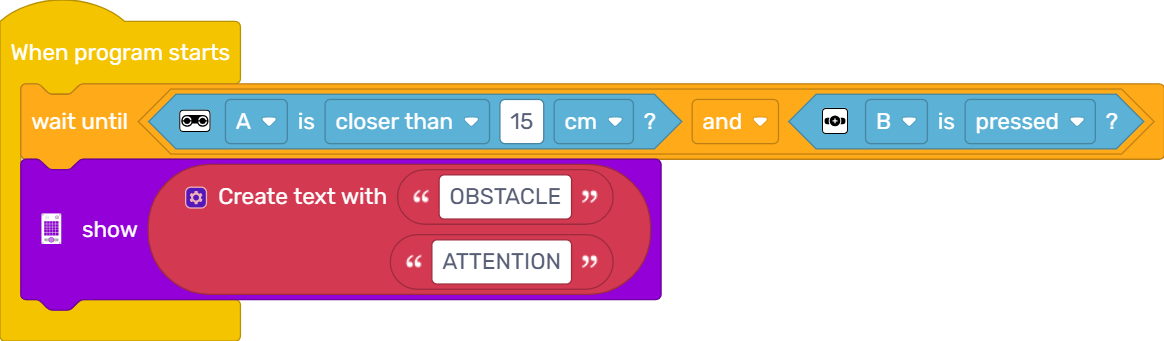 When program starts
wait until A is closer than 15 cm ? and B is pressed ?
Create text with “ OBSTACLE ”
show
“ ATTENTION ”